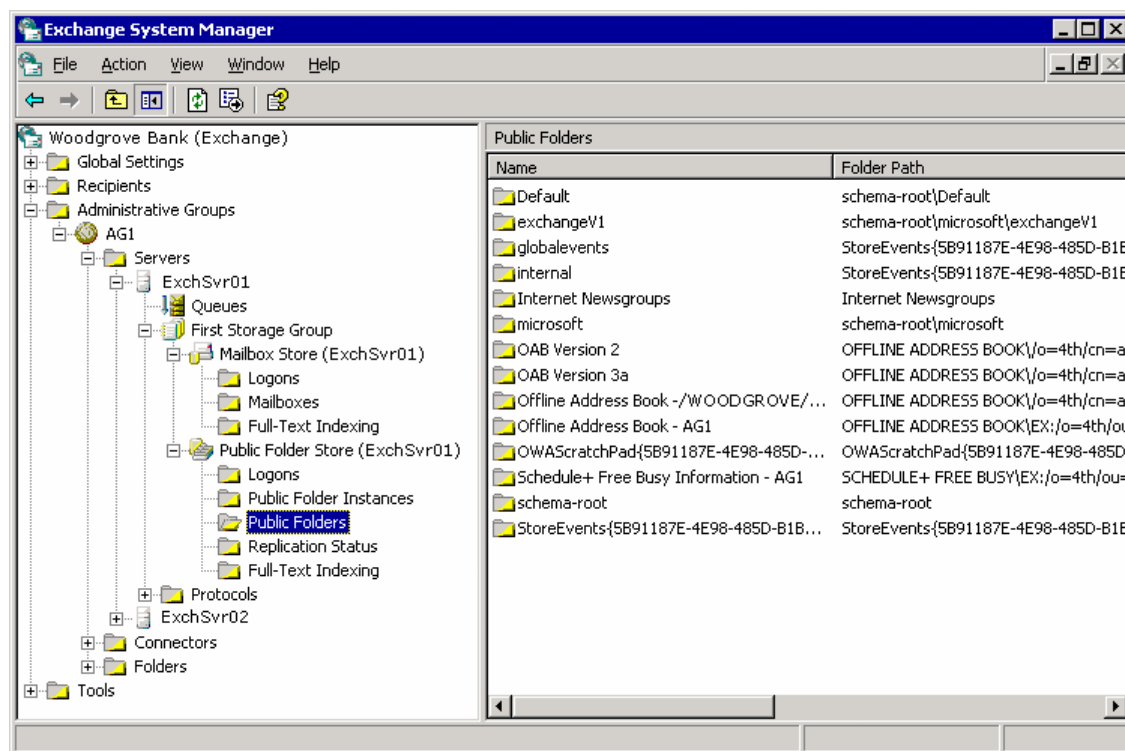 Exchange System Manager
File Action View Window Help
Woodgrove Bank (Exchange)
Global Settings
Recipients
Administrative Groups
AG1
Servers
ExchSvr01
Queues
First Storage Group
Mailbox Store (ExchSvr01)
Logons
Mailboxes
Full-Text Indexing
Public Folder Store (ExchSvr01)
Logons
Public Folder Instances
Public Folders
Replication Status
Full-Text Indexing
Protocols
ExchSvr02
Connectors
Folders
Tools
Public Folders
Name Folder Path
Default schema-root\Default
exchangeV1 schema-root\microsoft\exchangeV1
globalevents StoreEvents{5B91187E-4E98-485D-B1E
internal StoreEvents{5B91187E-4E98-485D-B1E
Internet Newsgroups Internet Newsgroups
microsoft schema-root\microsoft
OAB Version 2 OFFLINE ADDRESS BOOK\/o=4th/cn=a
OAB Version 3a OFFLINE ADDRESS BOOK\/o=4th/cn=a
Offline Address Book -/WOODGROVE/... OFFLINE ADDRESS BOOK\/o=4th/cn=a
Offline Address Book - AG1 OFFLINE ADDRESS BOOK\EX:/o=4th/ou
OWAScratchPad{5B91187E-4E98-485D-... OWAScratchPad{5B91187E-4E98-485D
Schedule+ Free Busy Information - AG1 SCHEDULE+ FREE BUSY\EX:/o=4th/ou=
schema-root schema-root
StoreEvents{5B91187E-4E98-485D-B1B... StoreEvents{5B91187E-4E98-485D-B1E